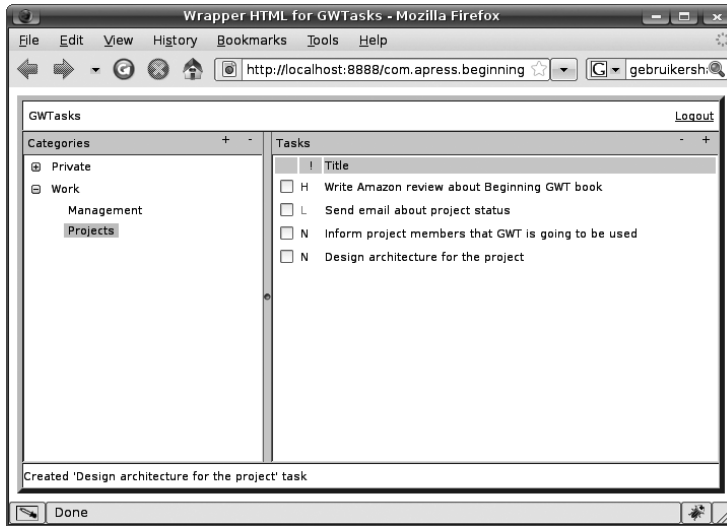 Wrapper HTML for GWTasks - Mozilla Firefox
File Edit View History Bookmarks Tools Help
http://localhost:8888/com.apress.beginning G gebruikersh
GWTasks Logout
Categories + - Tasks - +
! Title
Private
Work
Management
Projects
H Write Amazon review about Beginning GWT book
L Send email about project status
N Inform project members that GWT is going to be used
N Design architecture for the project
Created 'Design architecture for the project' task
Done